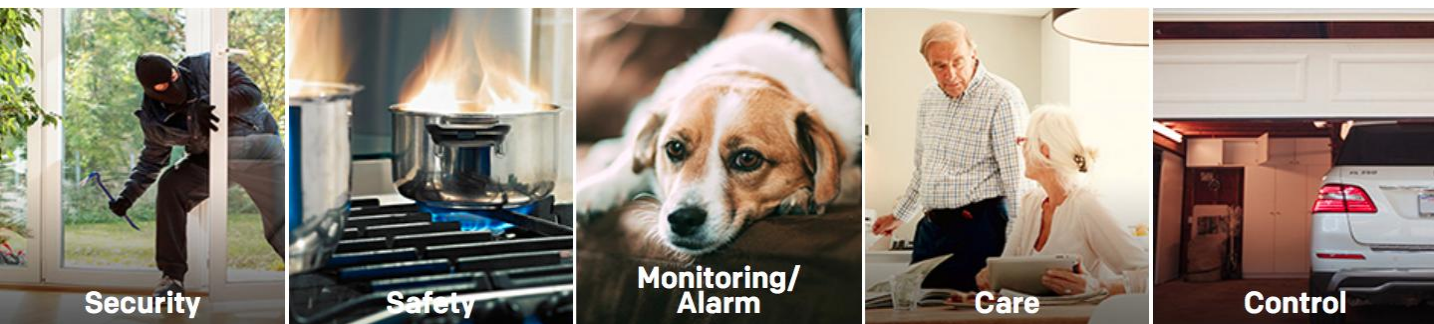 Security
Safety
Monitoring/
Alarm
Care
Control